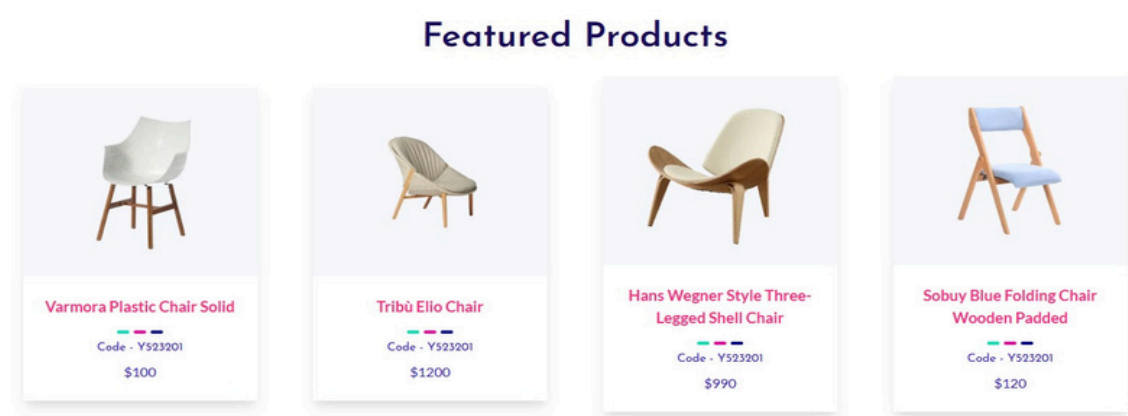 Featured Products
Varmora Plastic Chair Solid
Code - Y523201
$100
Tribù Elio Chair
Code - Y523201
$1200
Hans Wegner Style Three-
Legged Shell Chair
Code - Y523201
$990
Sobuy Blue Folding Chair
Wooden Padded
Code - Y523201
$120